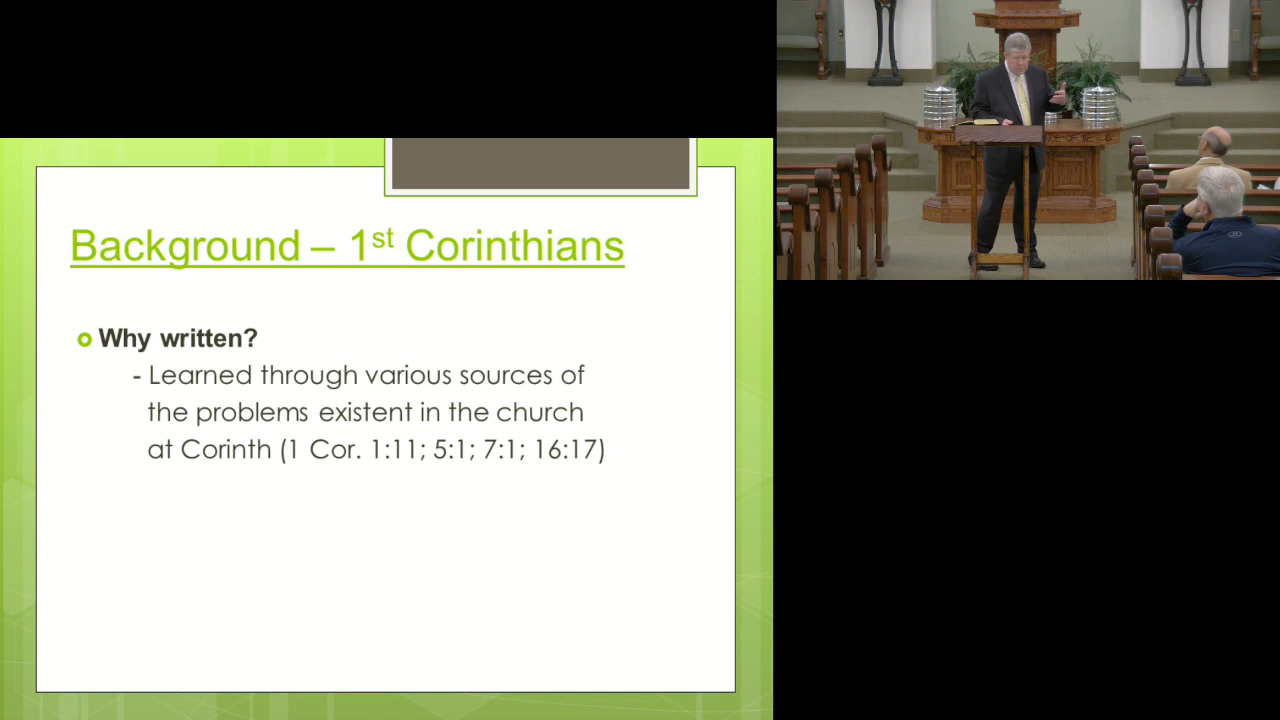 Background – 1st Corinthians
Why written?
- Learned through various sources of
the problems existent in the church
at Corinth (1 Cor. 1:11; 5:1; 7:1; 16:17)